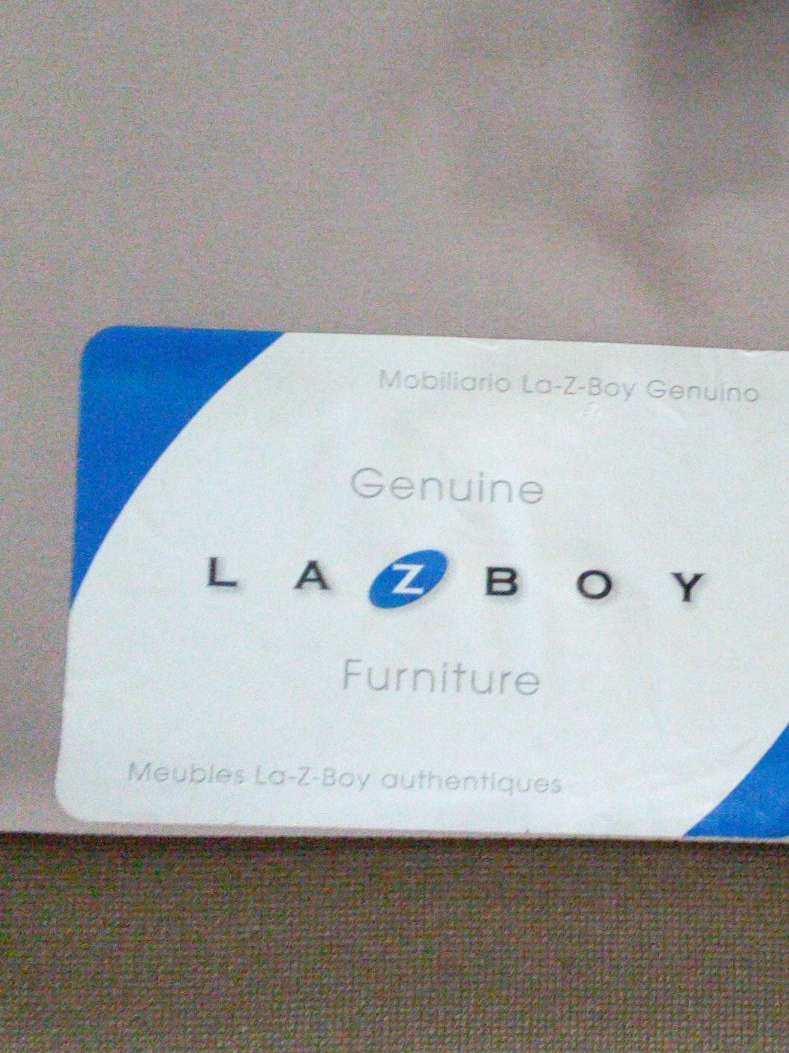 Mobiliario La-Z-Boy Genuino
Genuine
LAZBOY
Furniture
Meubles La-Z-Boy authentiques